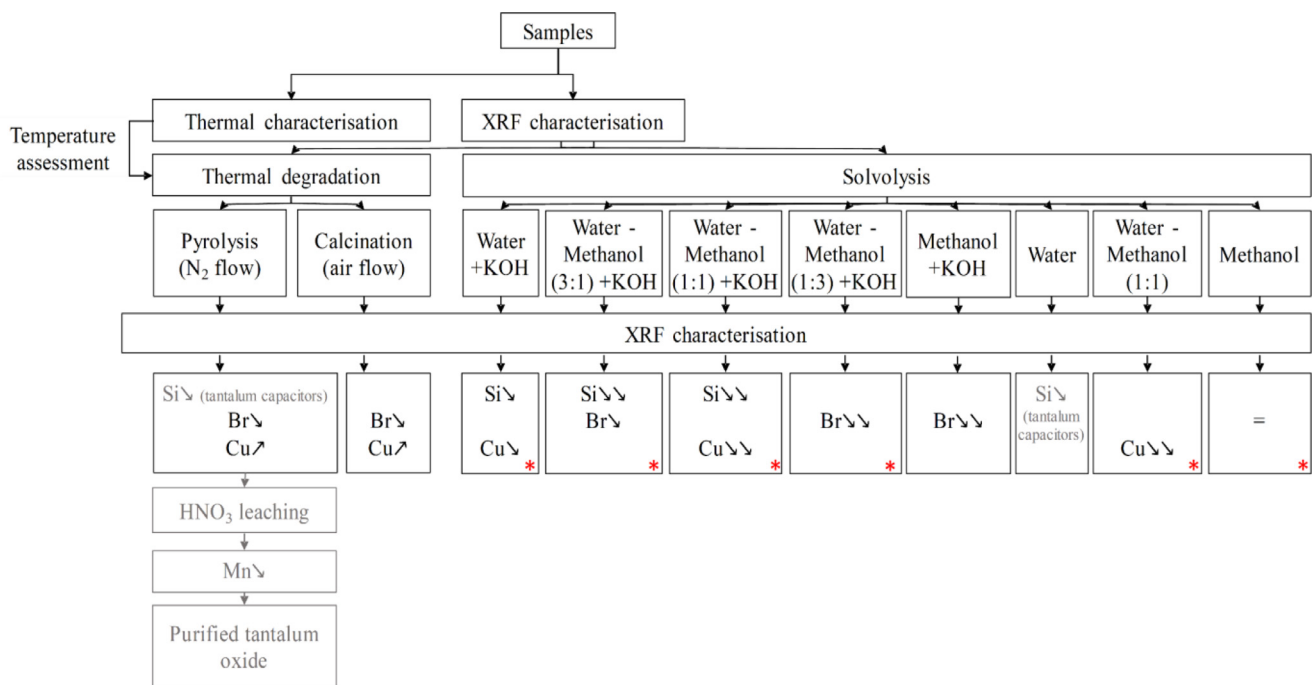 Samples
Thermal characterisation
XRF characterisation
Temperature
assessment
Thermal degradation
Solvolysis
Pyrolysis
(N₂ flow)
Calcination
(air flow)
Water
+KOH
Water -
Methanol
(3:1) +KOH
Water -
Methanol
(1:1) +KOH
Water -
Methanol
(1:3) +KOH
Methanol
+KOH
Water
Water -
Methanol
(1:1)
Methanol
XRF characterisation
Si↘ (tantalum capacitors)
Br↘
Cu↗
Br↘
Cu↗
Si↘
Cu↘ *
Si↘↘
Br↘
*
Si↘↘
Cu↘↘ *
Br↘↘
*
Br↘↘
Si↘
(tantalum
capacitors)
Cu↘↘ *
=
*
HNO₃ leaching
Mn↘
Purified tantalum
oxide